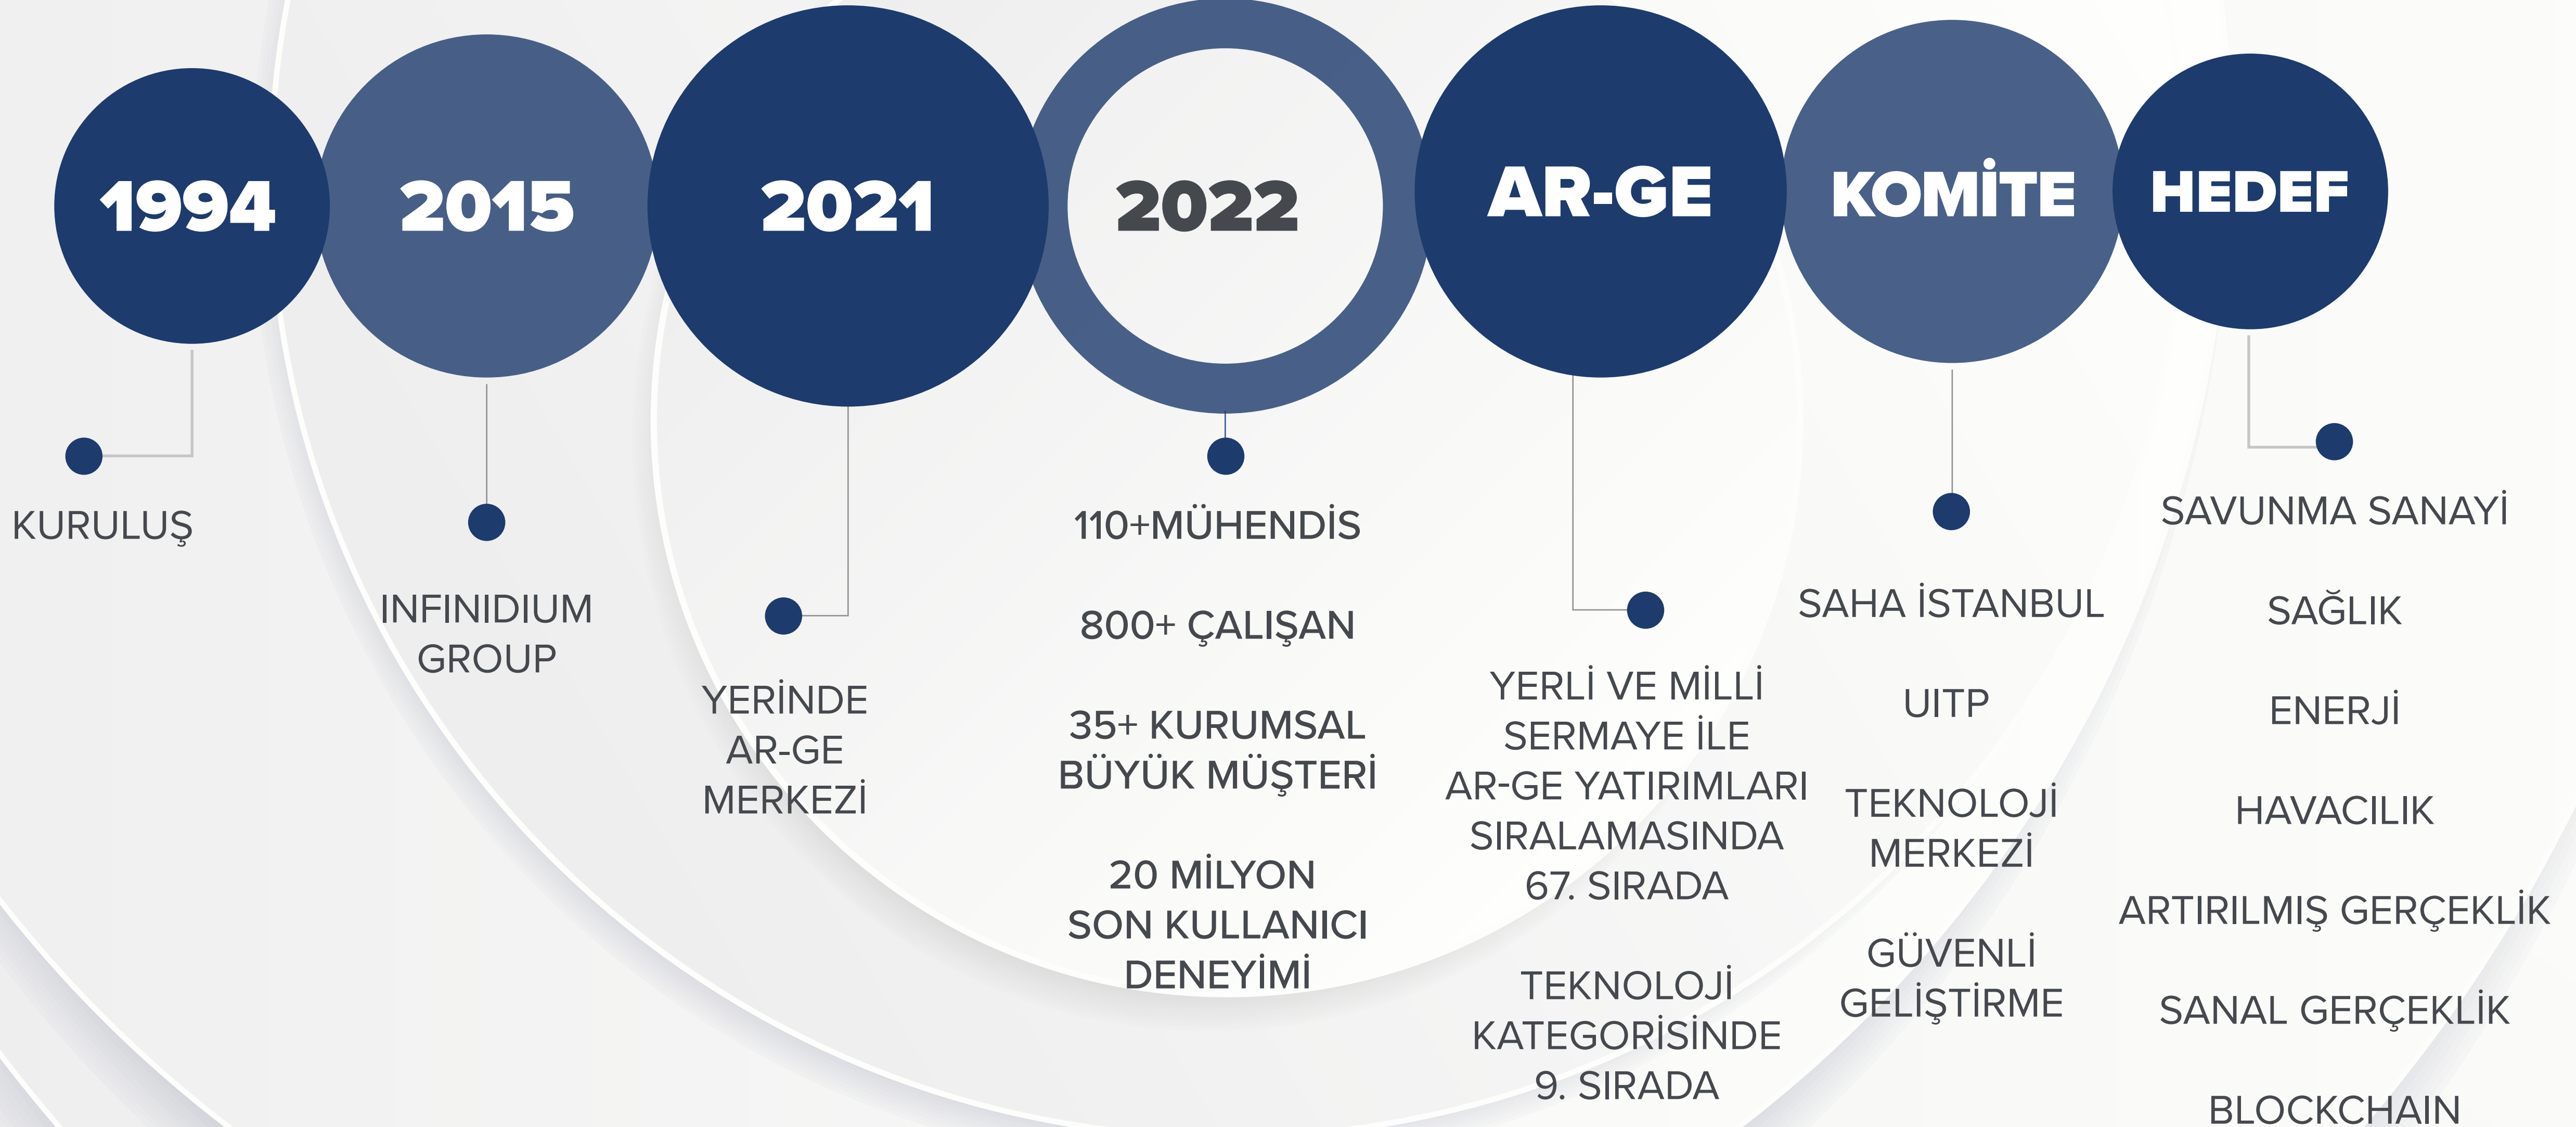 1994
KURULUŞ
2015
INFINIDIUM
GROUP
2021
YERİNDE
AR-GE
MERKEZİ
2022
110+MÜHENDİS
800+ ÇALIŞAN
35+ KURUMSAL
BÜYÜK MÜŞTERİ
20 MİLYON
SON KULLANICI
DENEYİMİ
AR-GE
YERLİ VE MİLLİ
SERMAYE İLE
AR-GE YATIRIMLARI
SIRALAMASINDA
67. SIRADA
TEKNOLOJİ
KATEGORİSİNDE
9. SIRADA
KOMİTE
SAHA İSTANBUL
UITP
TEKNOLOJİ
MERKEZİ
GÜVENLİ
GELİŞTİRME
HEDEF
SAVUNMA SANAYİ
SAĞLIK
ENERJİ
HAVACILIK
ARTIRILMIŞ GERÇEKLİK
SANAL GERÇEKLİK
BLOCKCHAIN